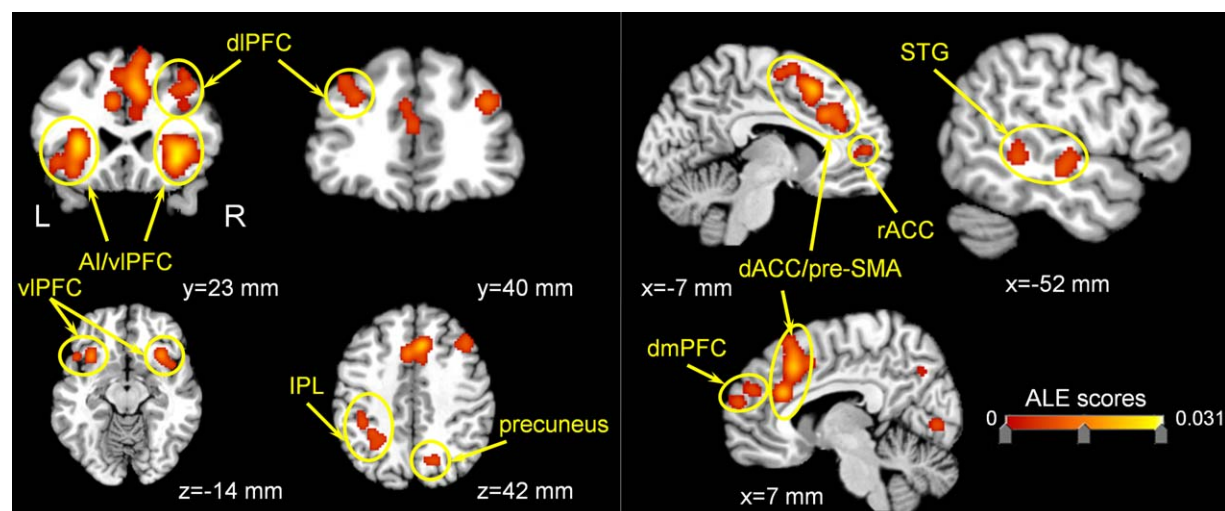 dlPFC
L
R
AI/vlPFC
y=23 mm
y=40 mm
vlPFC
IPL
precuneus
z=-14 mm
z=42 mm
STG
rACC
dACC/pre-SMA
x=-7 mm
x=-52 mm
dmPFC
x=7 mm
ALE scores
0
0.031